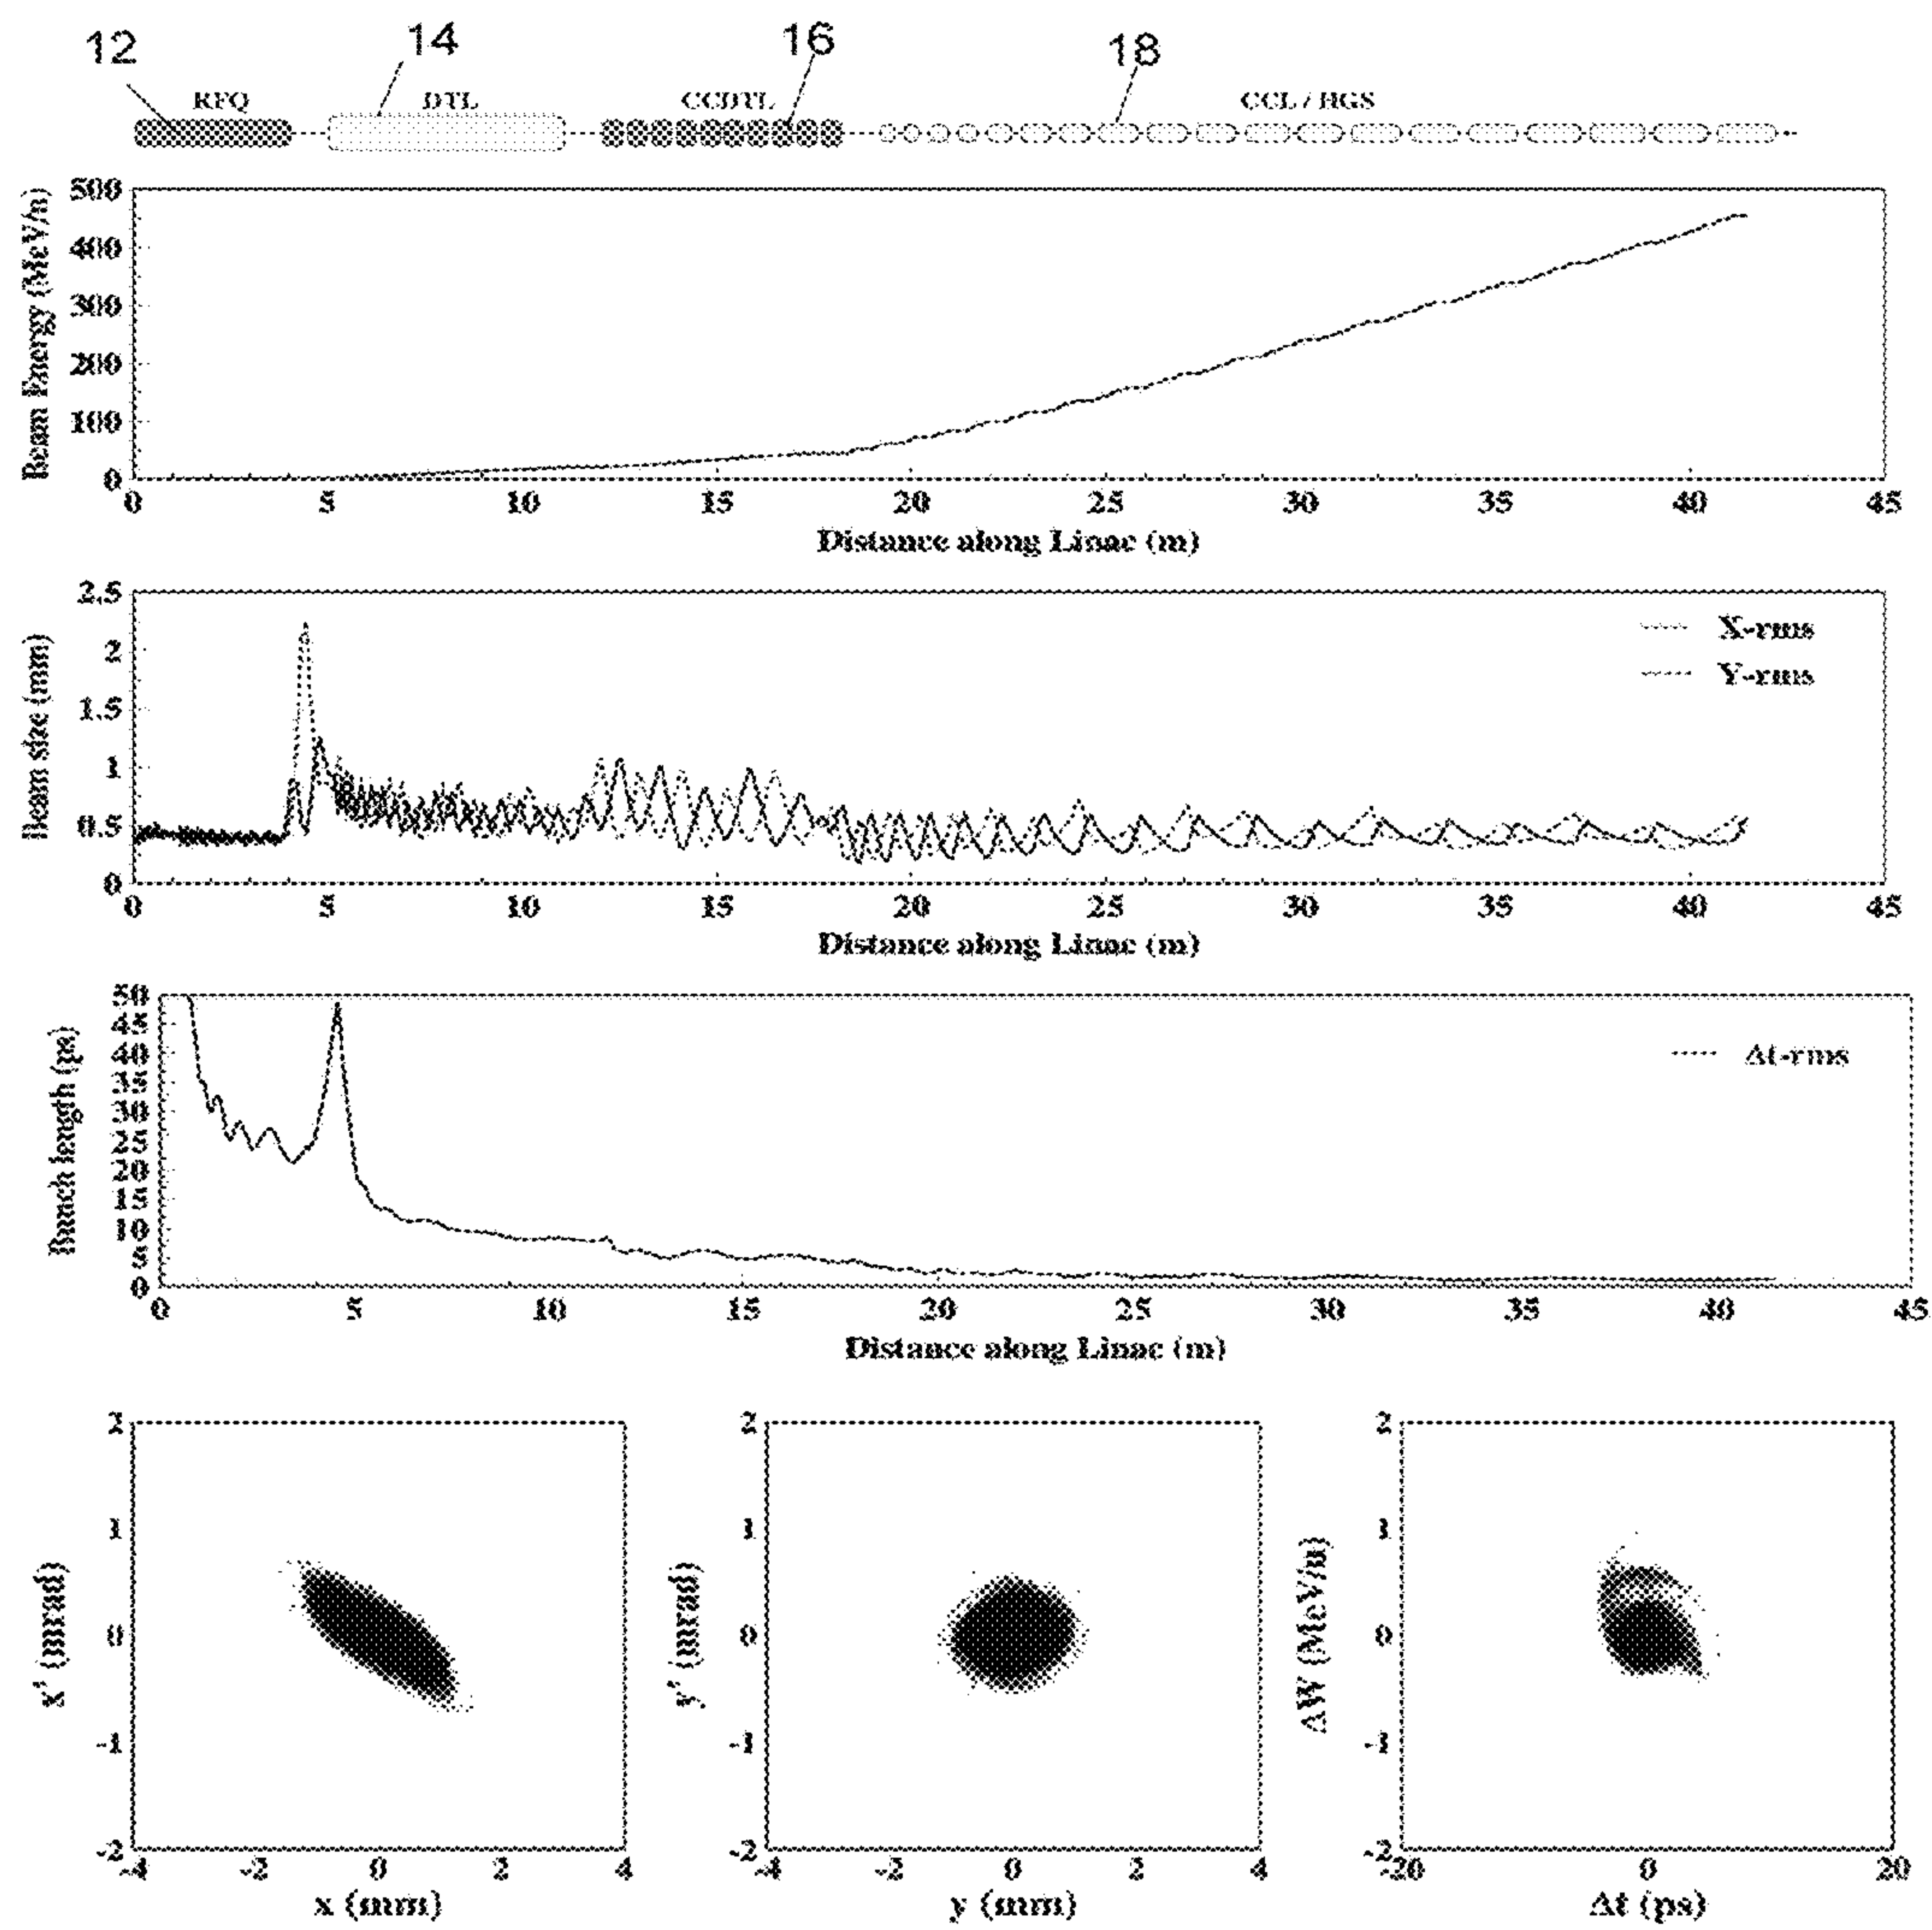 12 14 16 18
RFQ DTL CCDTL CCL / HGS
Beam Energy (MeV/n)
500
400
300
200
100
0
0 5 10 15 20 25 30 35 40 45
Distance along Linac (m)
Beam size (mm)
2.5
2
1.5
1
0.5
0
X-rms
Y-rms
0 5 10 15 20 25 30 35 40 45
Distance along Linac (m)
Bunch length (ps)
50
45
40
35
30
25
20
15
10
5
0
Δt-rms
0 5 10 15 20 25 30 35 40 45
Distance along Linac (m)
x' (mrad)
2
1
0
-1
-2
-4 -2 0 2 4
x (mm)
y' (mrad)
2
1
0
-1
-2
-4 -2 0 2 4
y (mm)
ΔW (MeV/n)
2
1
0
-1
-2
-20 0 20
Δt (ps)